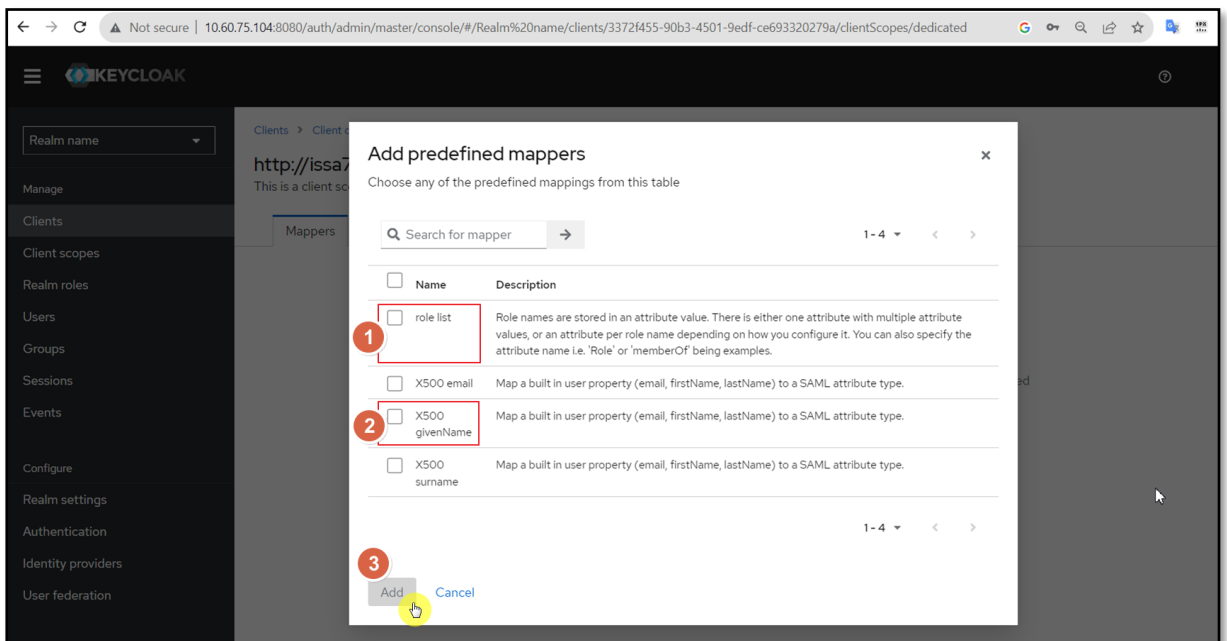 Not secure | 10.60.75.104:8080/auth/admin/master/console/#/Realm%20name/clients/3372f455-90b3-4501-9edf-ce693320279a/clientScopes/dedicated
KEYCLOAK
Realm name
Manage
Clients
Client scopes
Realm roles
Users
Groups
Sessions
Events
Configure
Realm settings
Authentication
Identity providers
User federation
Clients > Client
http://issa7
This is a client
Mappers
Add predefined mappers
Choose any of the predefined mappings from this table
Search for mapper
1 - 4
Name Description
1
role list Role names are stored in an attribute value. There is either one attribute with multiple attribute
values, or an attribute per role name depending on how you configure it. You can also specify the
attribute name i.e. 'Role' or 'memberOf' being examples.
X500 email Map a built in user property (email, firstName, lastName) to a SAML attribute type.
2
X500 Map a built in user property (email, firstName, lastName) to a SAML attribute type.
givenName
X500 Map a built in user property (email, firstName, lastName) to a SAML attribute type.
surname
1 - 4
3
Add Cancel